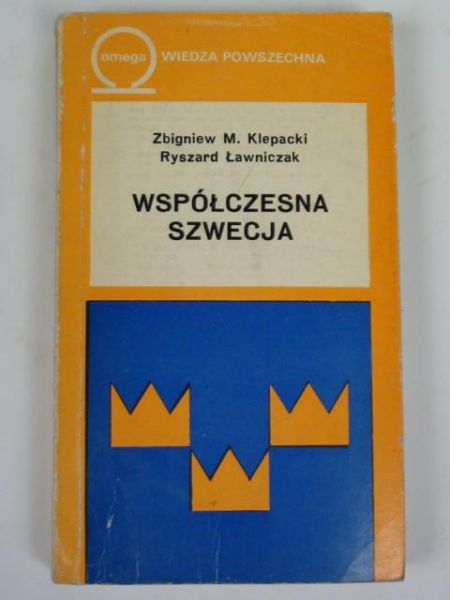 omega WIEDZA POWSZECHNA
Zbigniew M. Klepacki
Ryszard Ławniczak
WSPÓŁCZESNA
SZWECJA